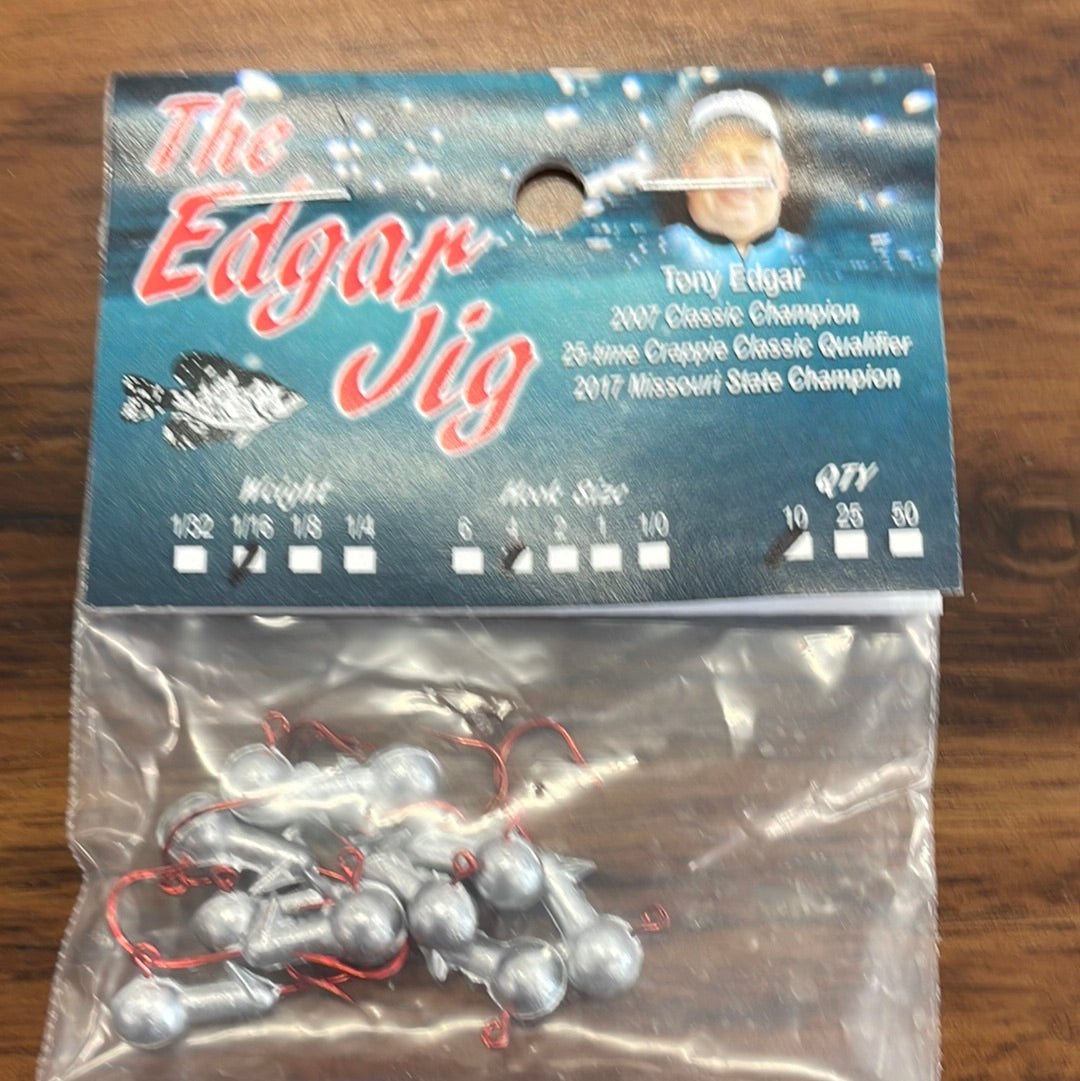 The
Edgar
Jig
Tony Edgar
2007 Classic Champion
25-time Crappie Classic Qualifier
2017 Missouri State Champion
Weight
1/32 1/16 1/8 1/4
Hook Size
6 4 2 1 1/0
QTY
10 25 50